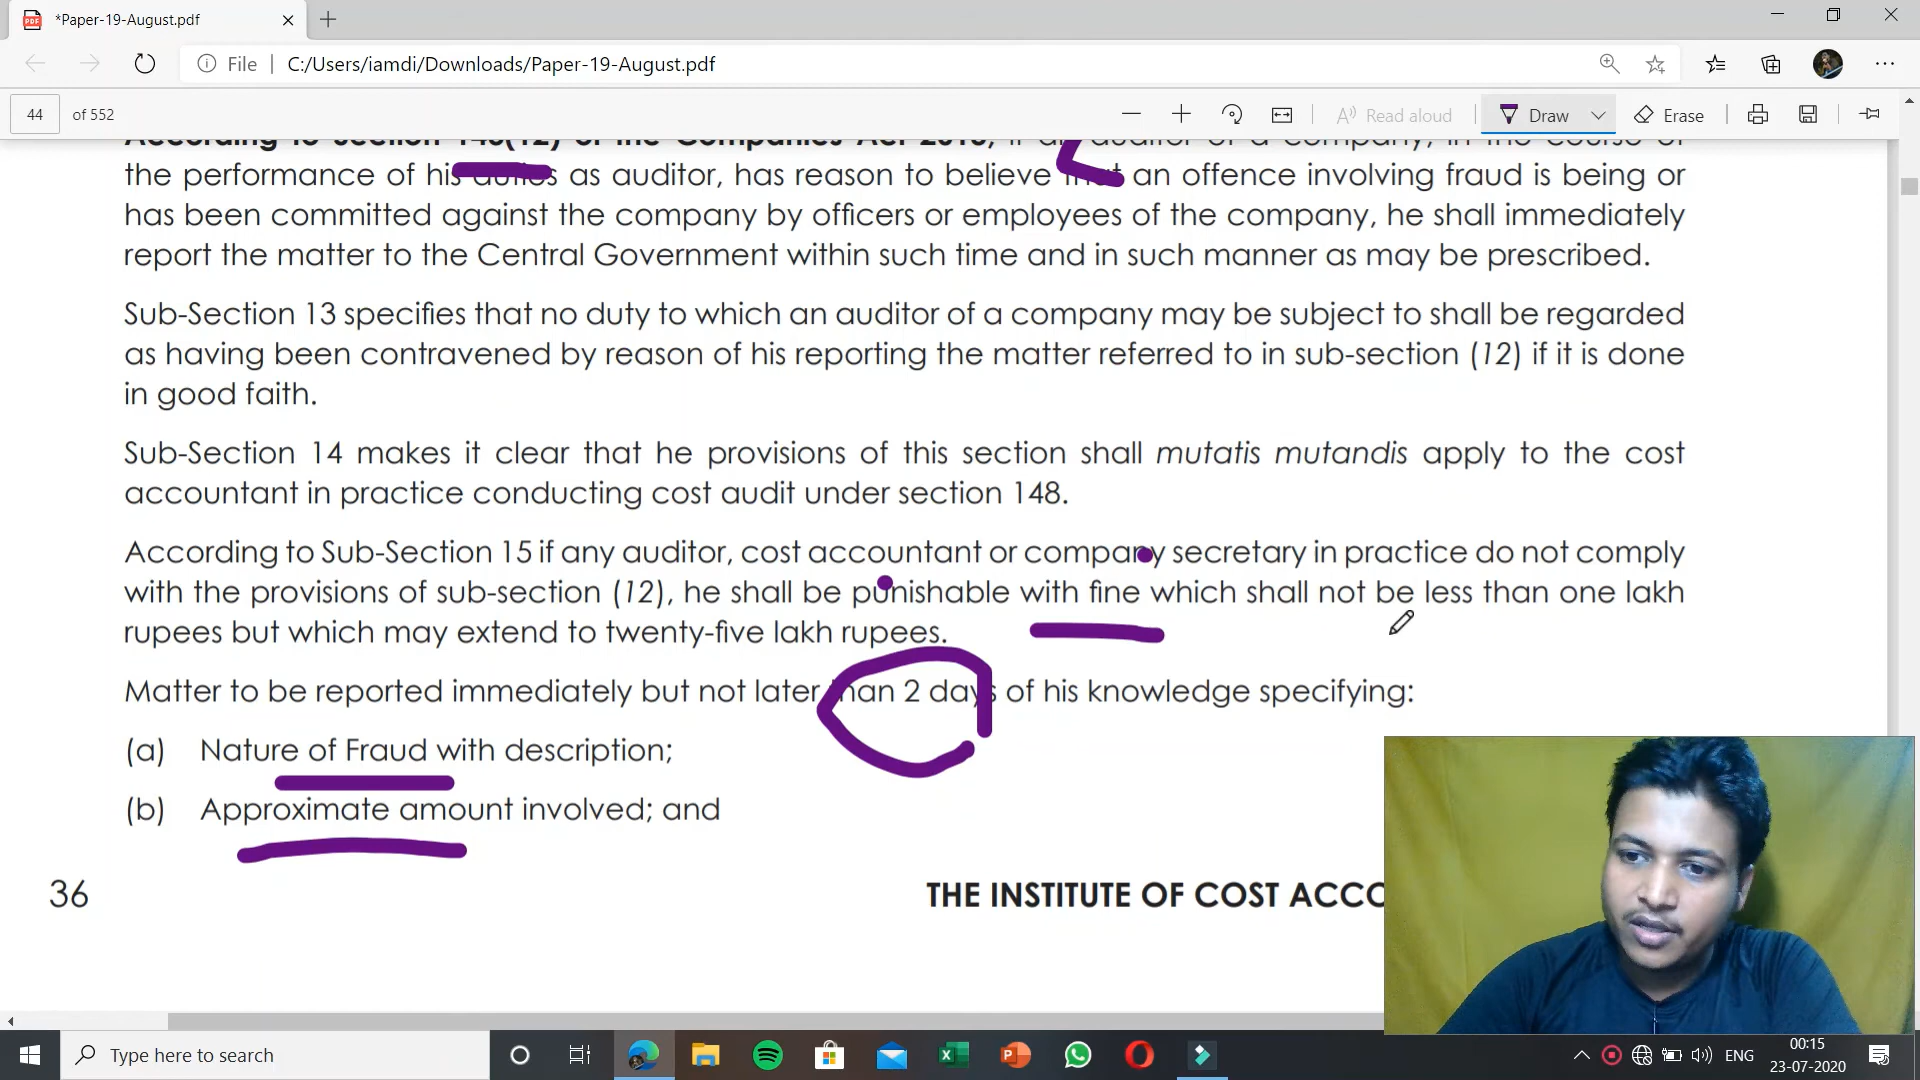 *Paper-19-August.pdf
File
C:/Users/iamdi/Downloads/Paper-19-August.pdf
44 of 552
Read aloud
Draw
Erase
the performance of his duties as auditor, has reason to believe that an offence involving fraud is being or
has been committed against the company by officers or employees of the company, he shall immediately
report the matter to the Central Government within such time and in such manner as may be prescribed.
Sub-Section 13 specifies that no duty to which an auditor of a company may be subject to shall be regarded
as having been contravened by reason of his reporting the matter referred to in sub-section (12) if it is done
in good faith.
Sub-Section 14 makes it clear that he provisions of this section shall mutatis mutandis apply to the cost
accountant in practice conducting cost audit under section 148.
According to Sub-Section 15 if any auditor, cost accountant or company secretary in practice do not comply
with the provisions of sub-section (12), he shall be punishable with fine which shall not be less than one lakh
rupees but which may extend to twenty-five lakh rupees.
Matter to be reported immediately but not later than 2 days of his knowledge specifying:
(a) Nature of Fraud with description;
(b) Approximate amount involved; and
36
THE INSTITUTE OF COST ACCO
Type here to search
ENG
00:15
23-07-2020